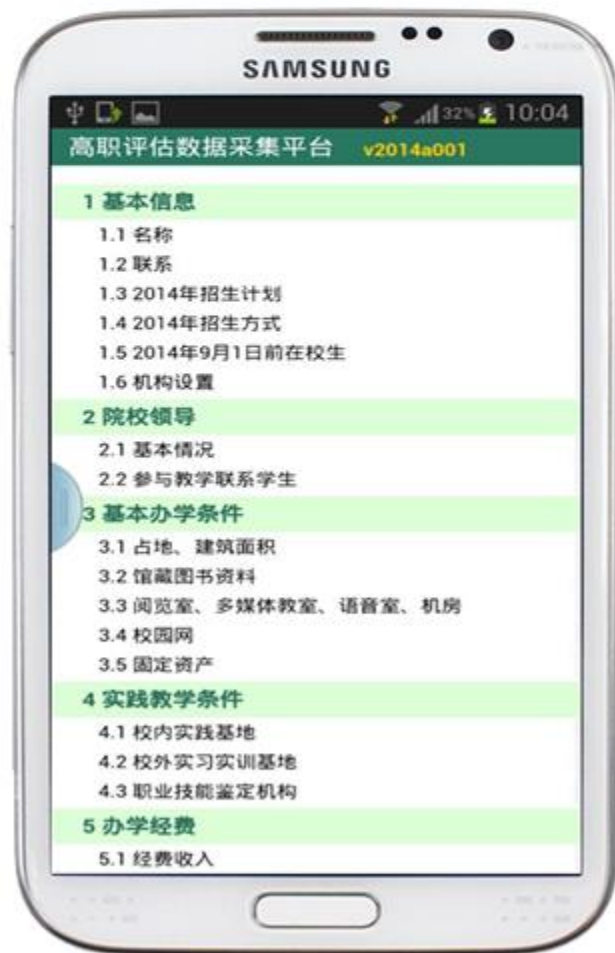 SAMSUNG
32% 10:04
高职评估数据采集平台 v2014a001
1 基本信息
1.1 名称
1.2 联系
1.3 2014年招生计划
1.4 2014年招生方式
1.5 2014年9月1日前在校生
1.6 机构设置
2 院校领导
2.1 基本情况
2.2 参与教学联系学生
3 基本办学条件
3.1 占地、建筑面积
3.2 馆藏图书资料
3.3 阅览室、多媒体教室、语音室、机房
3.4 校园网
3.5 固定资产
4 实践教学条件
4.1 校内实践基地
4.2 校外实习实训基地
4.3 职业技能鉴定机构
5 办学经费
5.1 经费收入